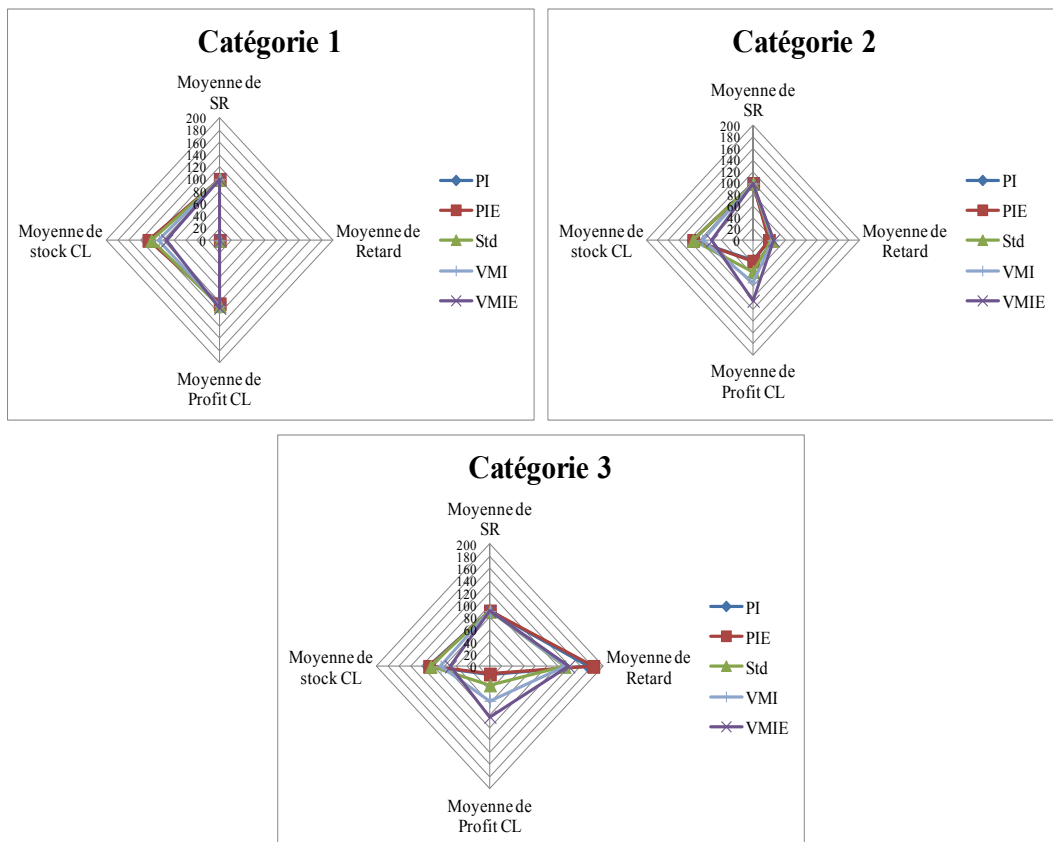 Catégorie 1
Moyenne de
SR
200
180
160
140
120
100
80
60
40
20
0
Moyenne de
stock CL
Moyenne de
Retard
Moyenne de
Profit CL
PI
PIE
Std
VMI
VMIE
Catégorie 2
Moyenne de
SR
200
180
160
140
120
100
80
60
40
20
0
Moyenne de
stock CL
Moyenne de
Retard
Moyenne de
Profit CL
PI
PIE
Std
VMI
VMIE
Catégorie 3
Moyenne de
SR
200
180
160
140
120
100
80
60
40
20
0
Moyenne de
stock CL
Moyenne de
Retard
Moyenne de
Profit CL
PI
PIE
Std
VMI
VMIE